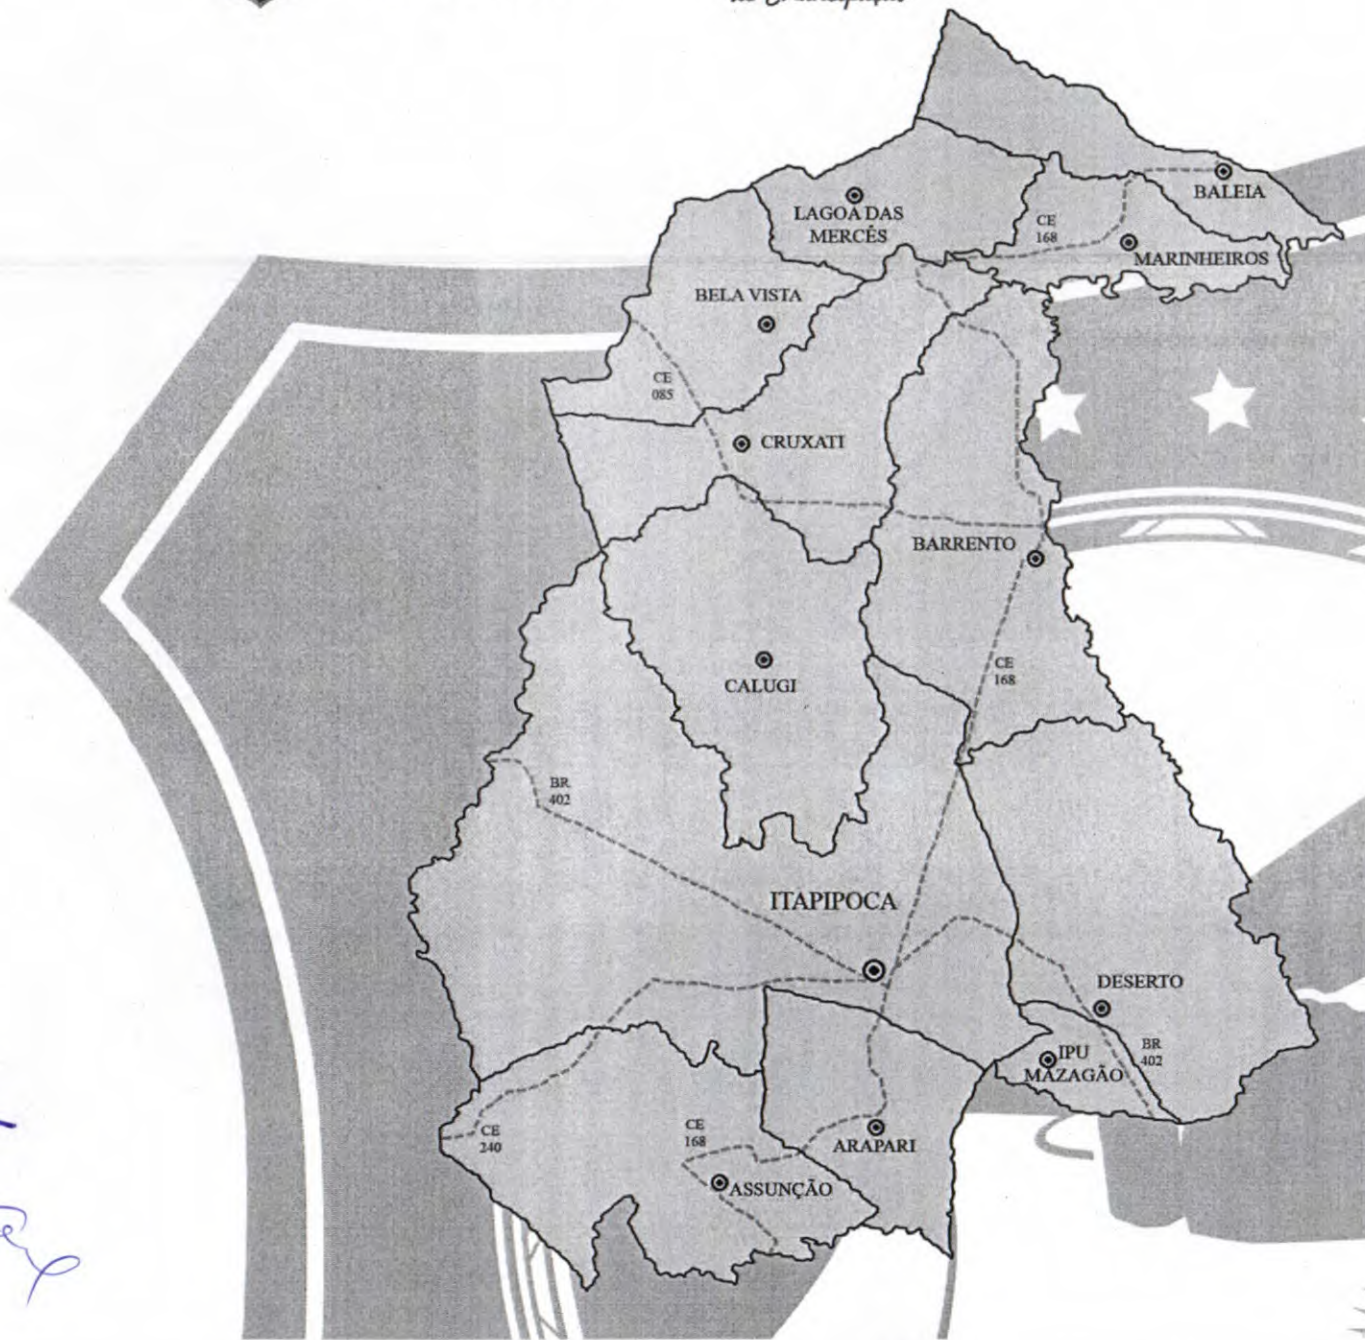 BALEIA
LAGOA DAS
MERCÊS
CE
168
MARINHEIROS
BELA VISTA
CE
085
CRUXATI
BARRENTO
CE
168
CALUGI
BR
402
ITAPIPOCA
DESERTO
IPU
MAZAGÃO
BR
402
CE
240
CE
168
ARAPARI
ASSUNÇÃO